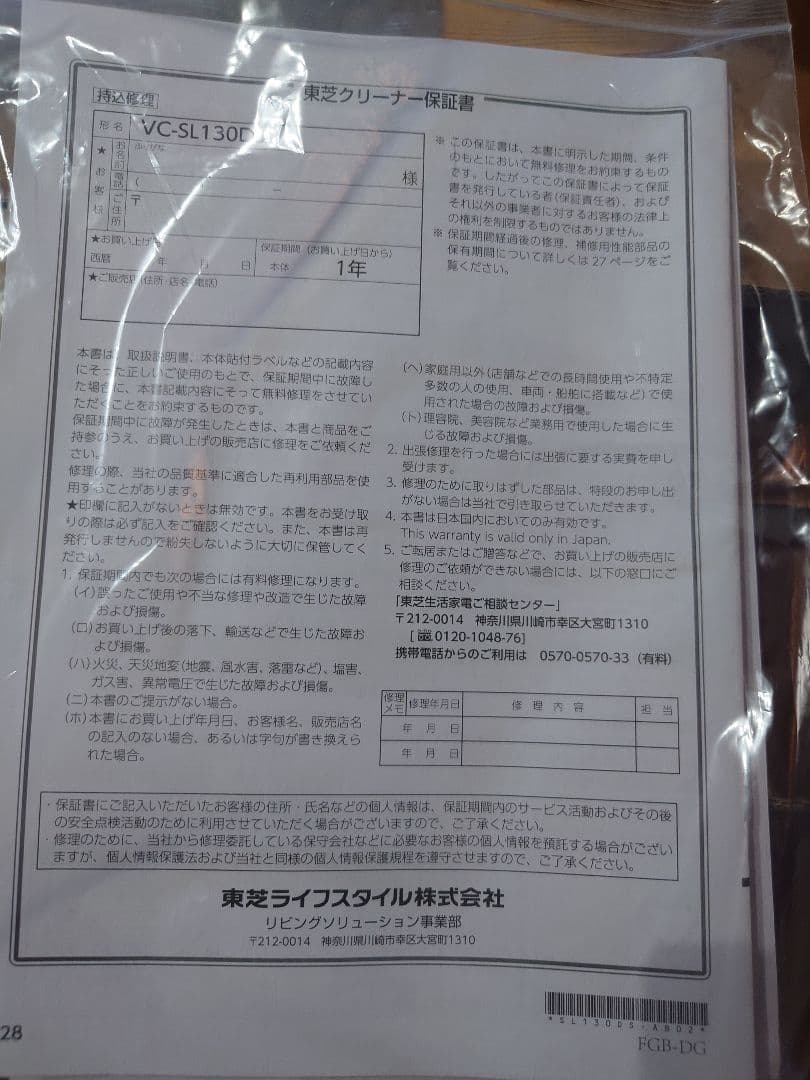 東芝クリーナー保証書
持込修理
形名 VC-SL130D
★お客様
お名前 ふりがな 様
電話 ( ) −
ご住所 〒
★お買い上げ日
西暦 年 月 日
保証期間 (お買い上げ日から)
本体 1年
★ご販売店(住所・店名・電話)
※ この保証書は、本書に明示した期間、条件
のもとにおいて無料修理をお約束するもの
です。したがってこの保証書によって保証
書を発行している者(保証責任者)、および
それ以外の事業者に対するお客様の法律上
の権利を制限するものではありません。
※ 保証期間経過後の修理、補修用性能部品の
保有期間について詳しくは27ページをご
覧ください。
本書は、取扱説明書、本体貼付ラベルなどの記載内容
にそった正しいご使用のもとで、保証期間中に故障し
た場合に、本書記載内容にそって無料修理をさせてい
ただくことをお約束するものです。
保証期間中に故障が発生したときは、本書と商品をご
持参のうえ、お買い上げの販売店に修理をご依頼くだ
さい。
修理の際、当社の品質基準に適合した再利用部品を使
用することがあります。
★印欄に記入がないときは無効です。本書をお受け取
りの際は必ず記入をご確認ください。また、本書は再
発行しませんので紛失しないように大切に保管してく
ださい。
1. 保証期間内でも次の場合には有料修理になります。
(イ)誤ったご使用や不当な修理や改造で生じた故障
および損傷。
(ロ)お買い上げ後の落下、輸送などで生じた故障お
よび損傷。
(ハ)火災、天災地変(地震、風水害、落雷など)、塩害、
ガス害、異常電圧で生じた故障および損傷。
(ニ)本書のご提示がない場合。
(ホ)本書にお買い上げ年月日、お客様名、販売店名
の記入のない場合、あるいは字句が書き換えら
れた場合。
(ヘ)家庭用以外(店舗などでの長時間使用や不特定
多数の人の使用、車両・船舶に搭載など)で使
用された場合の故障および損傷。
(ト)理容院、美容院など業務用で使用した場合に生
じる故障および損傷。
2. 出張修理を行った場合には出張に要する実費を申し
受けます。
3. 修理のために取りはずした部品は、特段のお申し出
がない場合は当社で引き取らせていただきます。
4. 本書は日本国内においてのみ有効です。
This warranty is valid only in Japan.
5. ご転居またはご贈答などで、お買い上げの販売店に
修理のご依頼ができない場合には、以下の窓口にご
相談ください。
「東芝生活家電ご相談センター」
〒212-0014 神奈川県川崎市幸区大宮町1310
[0120-1048-76]
携帯電話からのご利用は 0570-0570-33 (有料)
修理メモ 修理年月日 修理内容 担当
年 月 日
年 月 日
・保証書にご記入いただいたお客様の住所・氏名などの個人情報は、保証期間内のサービス活動およびその後
の安全点検活動のために利用させていただく場合がございますので、ご了承ください。
・修理のために、当社から修理委託している保守会社などに必要なお客様の個人情報を預託する場合がござい
ますが、個人情報保護法および当社と同様の個人情報保護規程を遵守させますので、ご了承ください。
東芝ライフスタイル株式会社
リビングソリューション事業部
〒212-0014 神奈川県川崎市幸区大宮町1310
*SL130DS-AB02*
28
FGB-DG